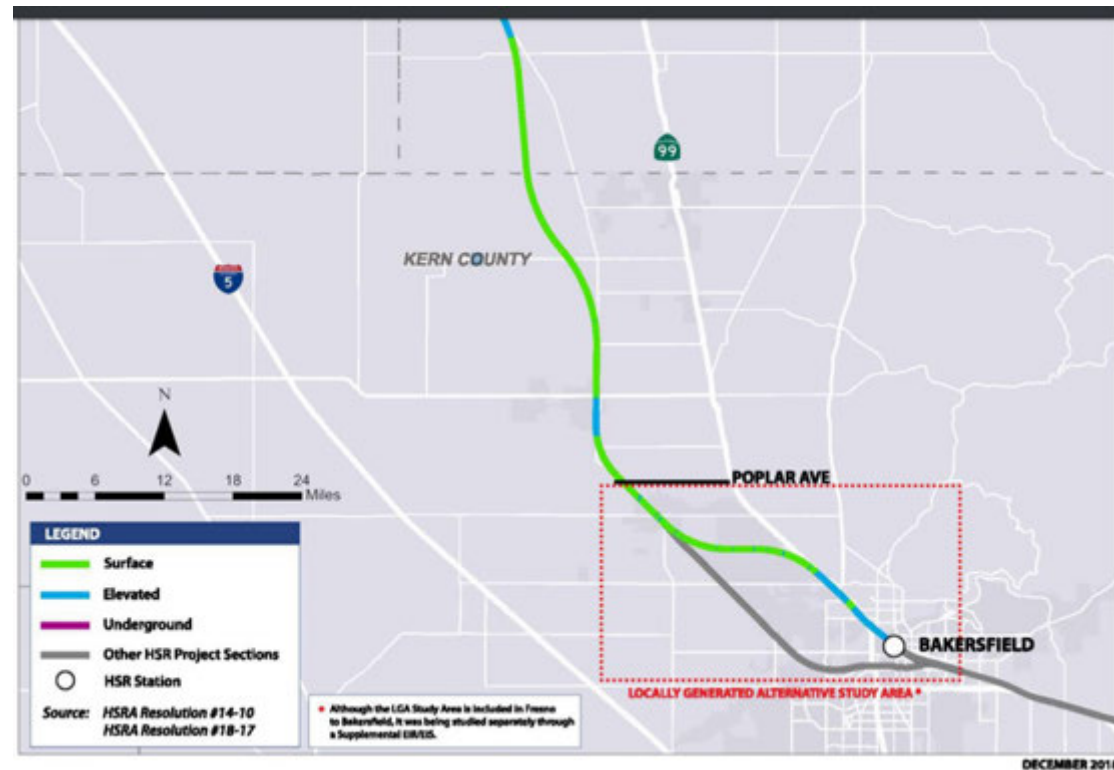 99
KERN COUNTY
5
N
0 6 12 18 24
Miles
POPLAR AVE
LEGEND
Surface
Elevated
Underground
Other HSR Project Sections
HSR Station
Source: HSRA Resolution #14-10
HSRA Resolution #18-17
* Although the LGA Study Area is included in Fresno
to Bakersfield, it was being studied separately through
a Supplemental EIR/EIS.
BAKERSFIELD
LOCALLY GENERATED ALTERNATIVE STUDY AREA *
DECEMBER